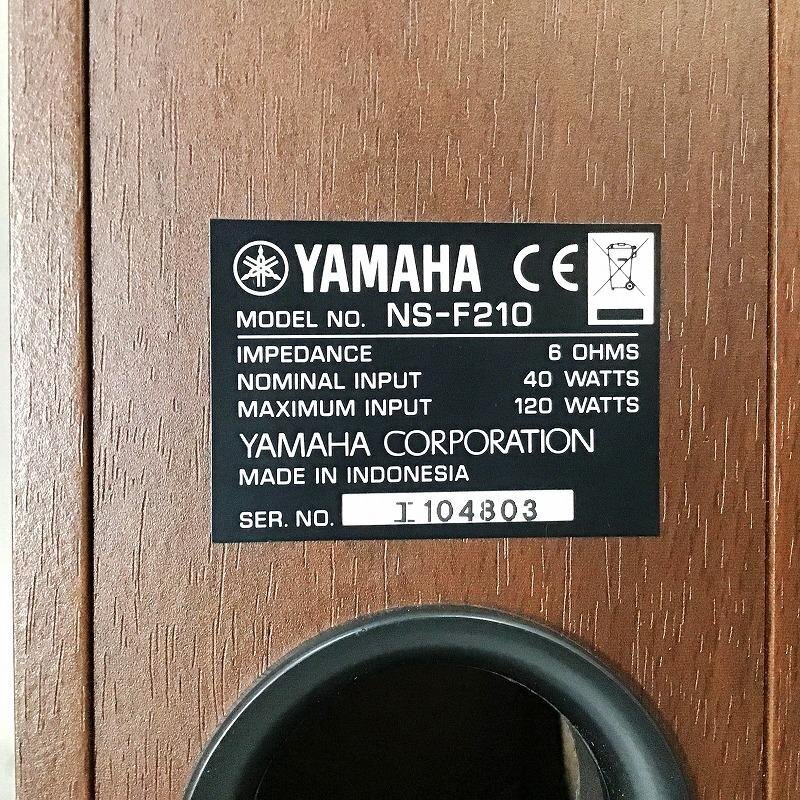 YAMAHA CE
MODEL NO. NS-F210
IMPEDANCE 6 OHMS
NOMINAL INPUT 40 WATTS
MAXIMUM INPUT 120 WATTS
YAMAHA CORPORATION
MADE IN INDONESIA
SER. NO. I104803